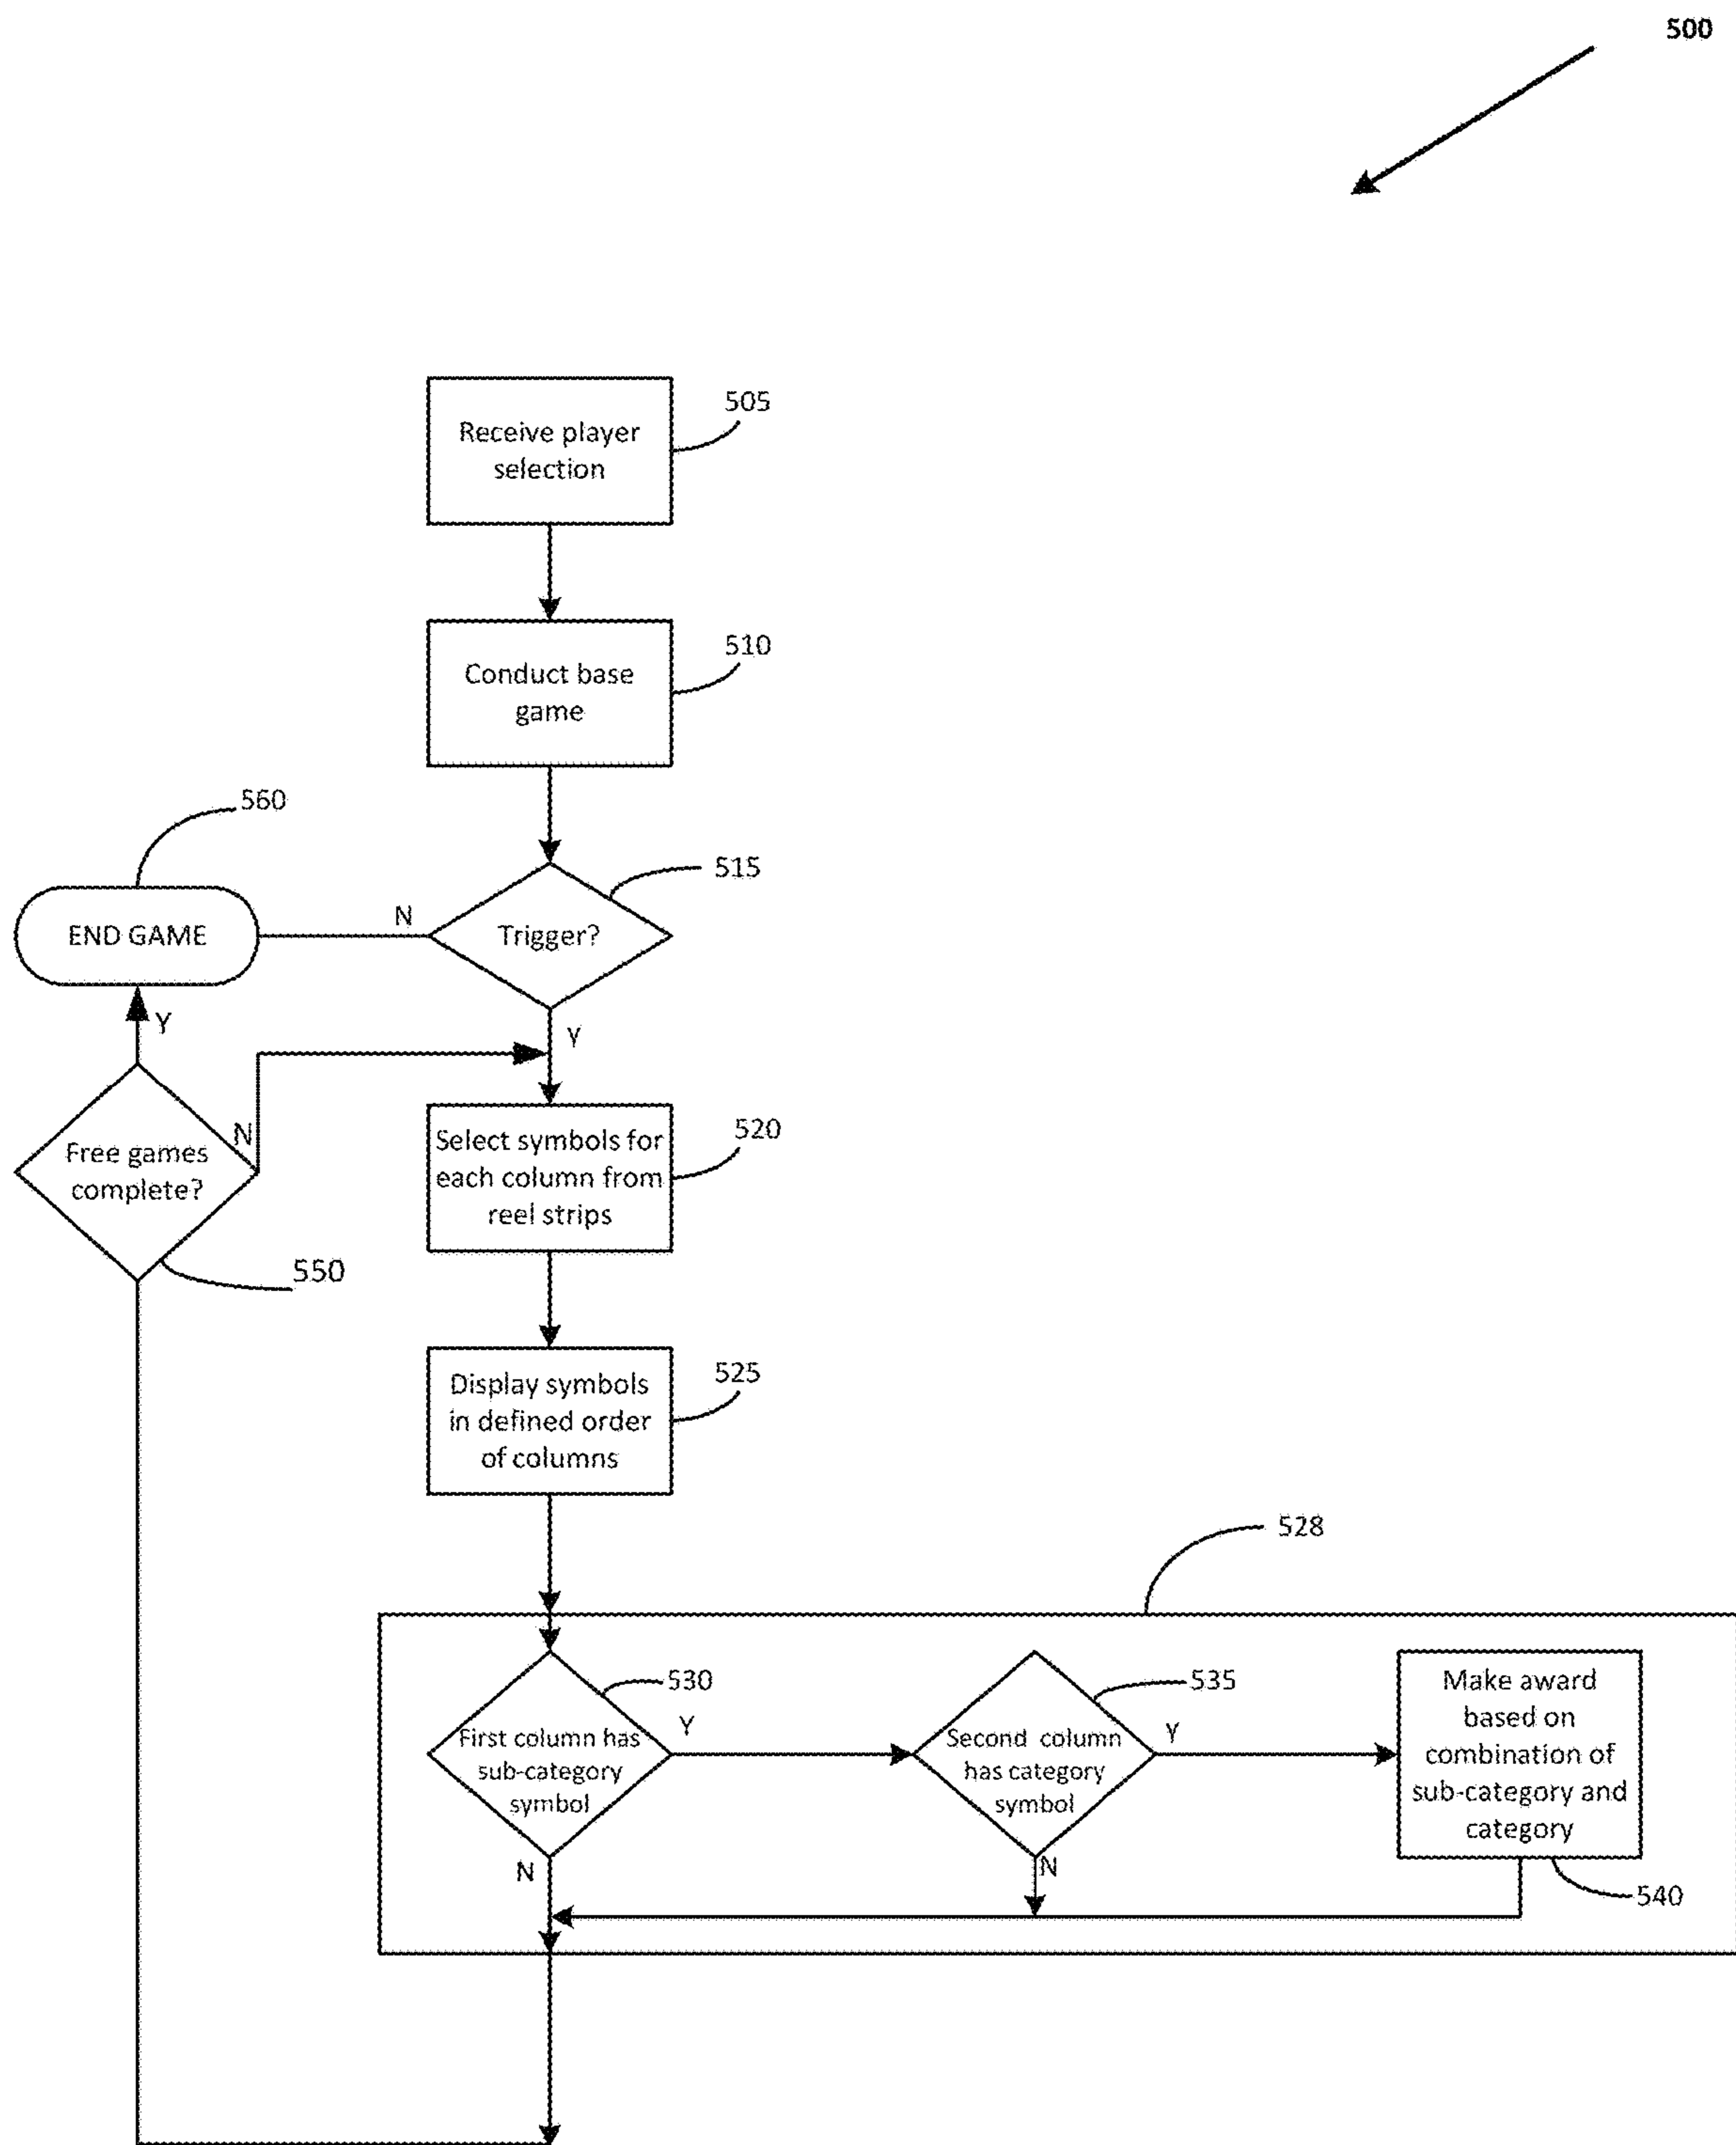 500
505
Receive player
selection
510
Conduct base
game
560
515
END GAME
N
Trigger?
Y
Y
N
Free games
complete?
520
Select symbols for
each column from
reel strips
550
525
Display symbols
in defined order
of columns
528
530
535
Y
Y
First column has
sub-category
symbol
Second column
has category
symbol
Make award
based on
combination of
sub-category and
category
N
N
540